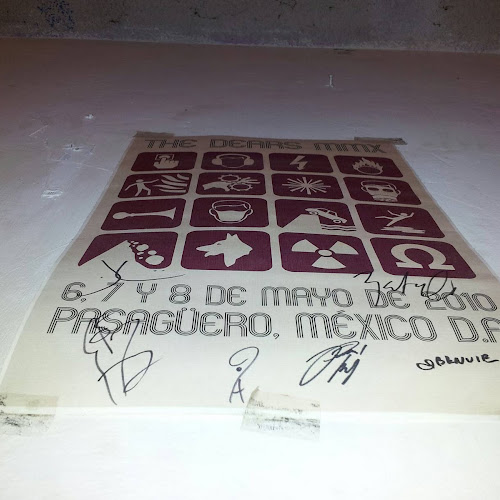 THE DEARS MMX
6, 7 Y 8 DE MAYO DE 2010
PASAGÜERO, MÉXICO D.F